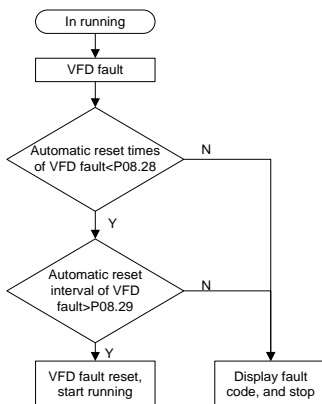 In running
VFD fault
Automatic reset times
of VFD fault<P08.28
N
Y
Automatic reset
interval of VFD
fault>P08.29
N
Y
VFD fault reset,
start running
Display fault
code, and stop